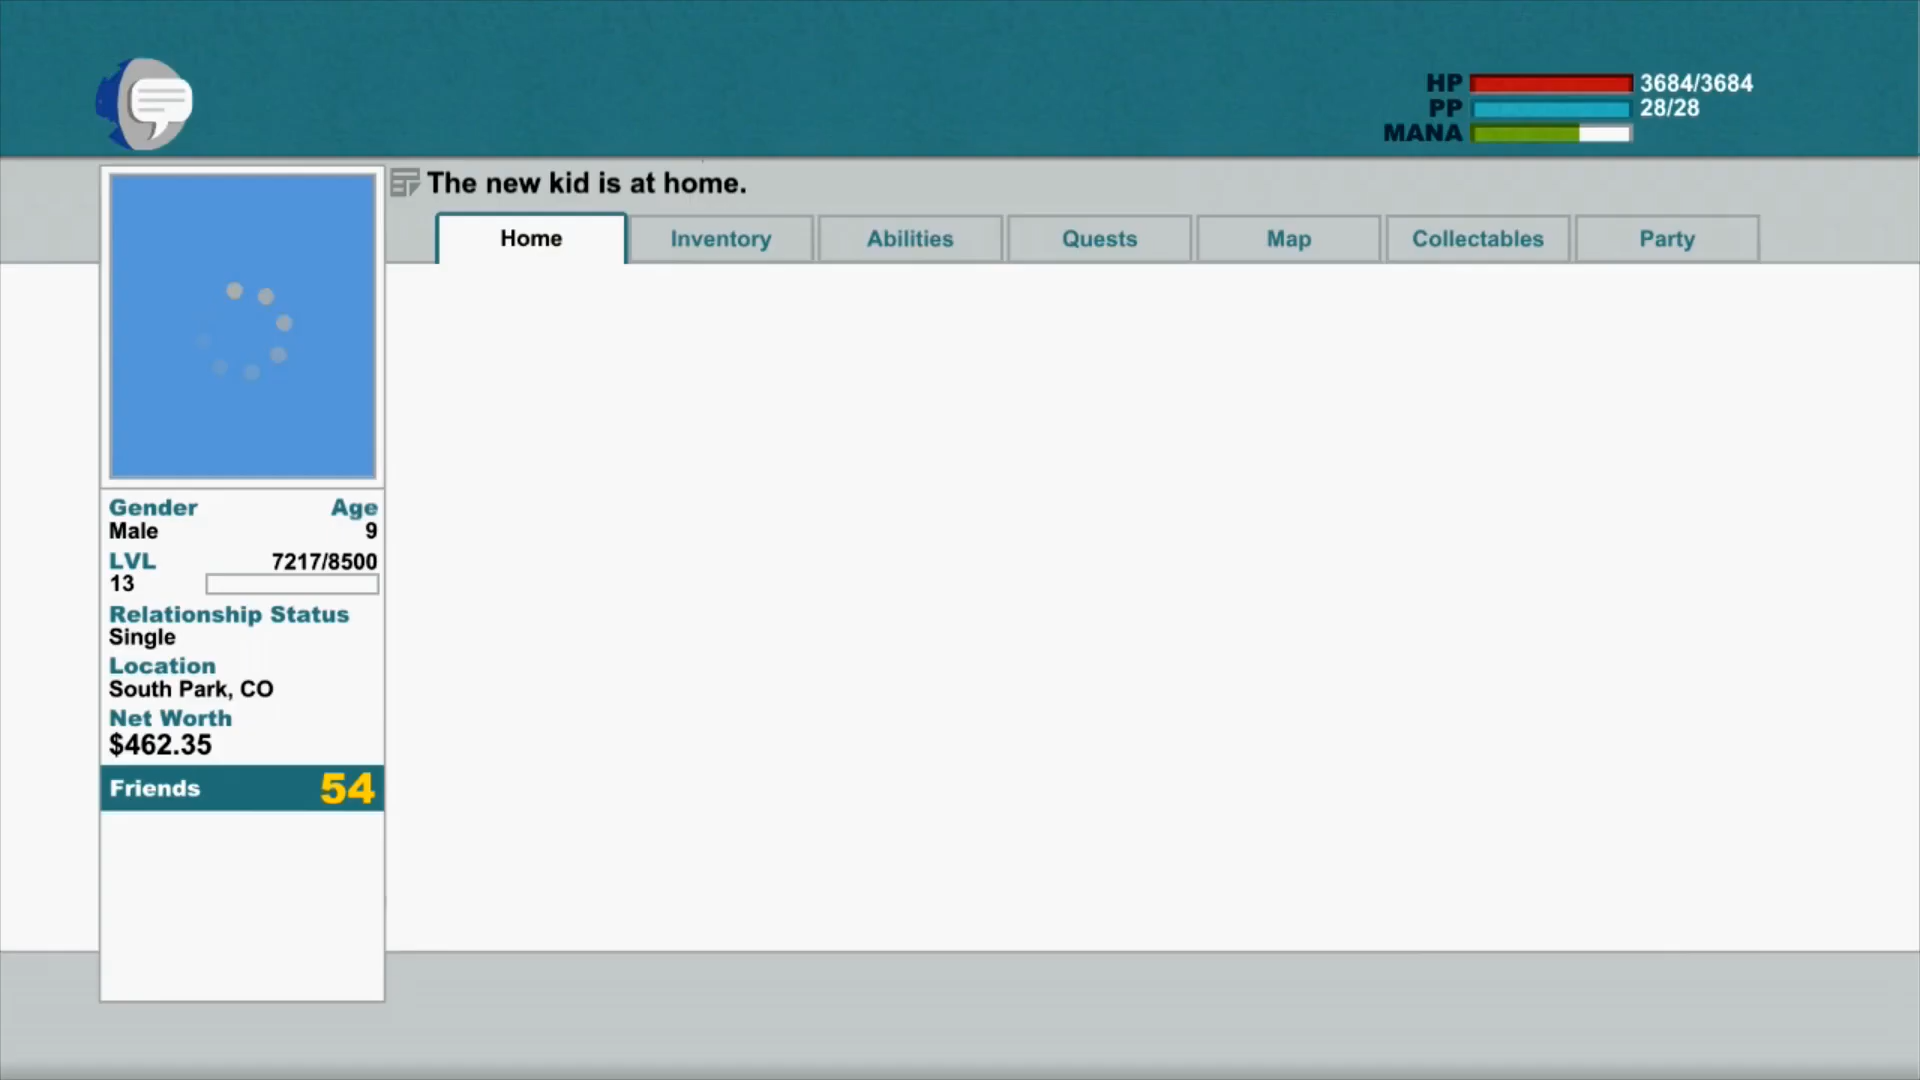 HP 3684/3684
PP 28/28
MANA
The new kid is at home.
Home Inventory Abilities Quests Map Collectables Party
Gender Age
Male 9
LVL 7217/8500
13
Relationship Status
Single
Location
South Park, CO
Net Worth
$462.35
Friends 54